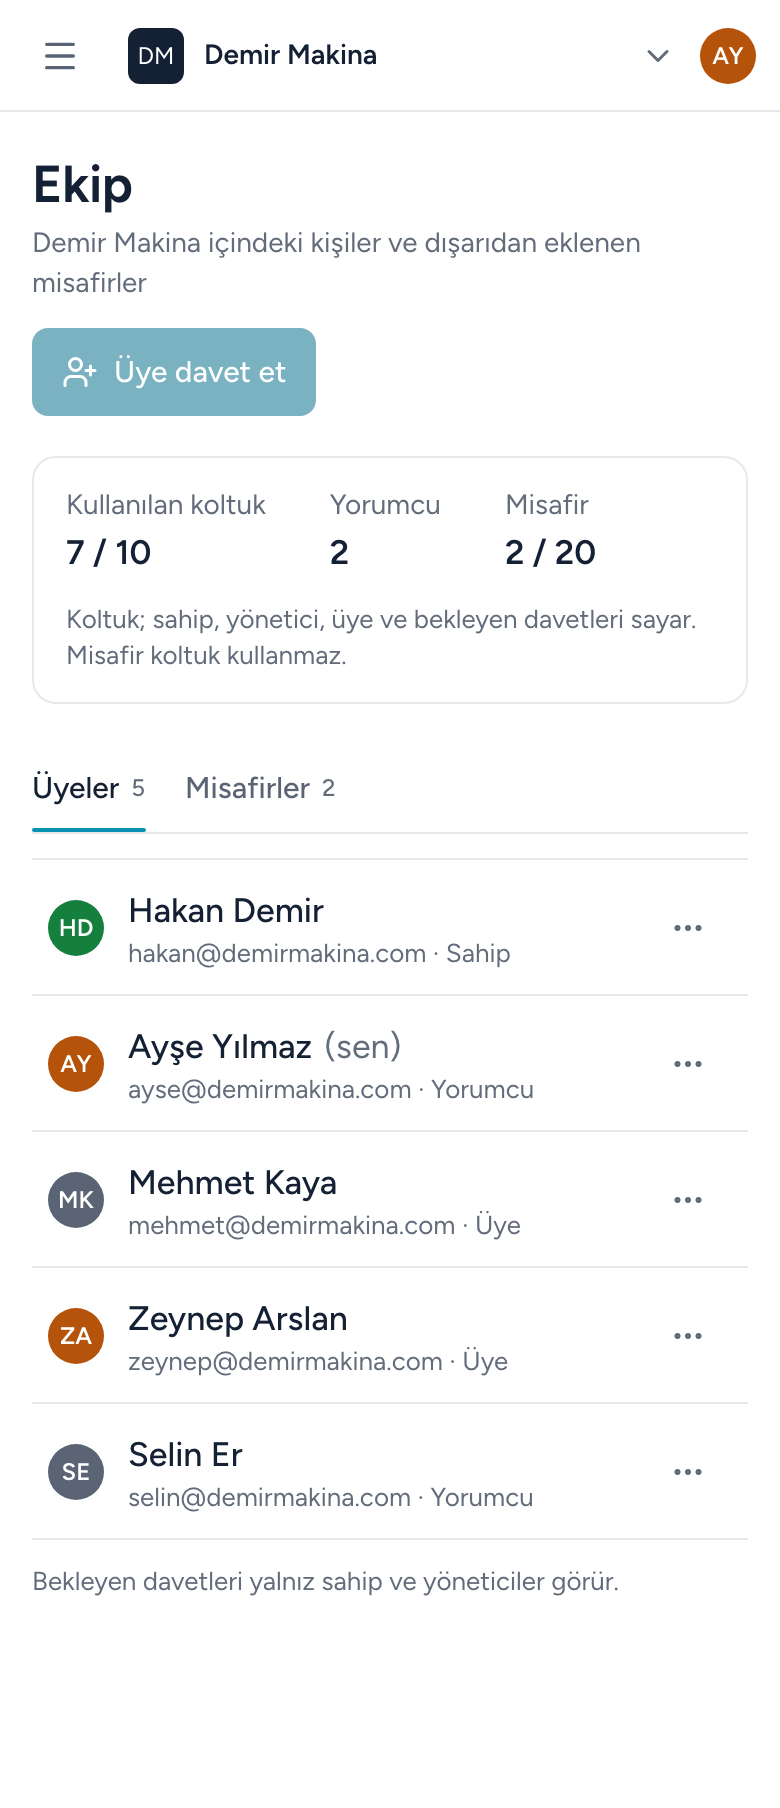 DM Demir Makina AY
Ekip
Demir Makina içindeki kişiler ve dışarıdan eklenen
misafirler
Üye davet et
Kullanılan koltuk Yorumcu Misafir
7 / 10 2 2 / 20
Koltuk; sahip, yönetici, üye ve bekleyen davetleri sayar.
Misafir koltuk kullanmaz.
Üyeler 5 Misafirler 2
HD Hakan Demir
hakan@demirmakina.com · Sahip
AY Ayşe Yılmaz (sen)
ayse@demirmakina.com · Yorumcu
MK Mehmet Kaya
mehmet@demirmakina.com · Üye
ZA Zeynep Arslan
zeynep@demirmakina.com · Üye
SE Selin Er
selin@demirmakina.com · Yorumcu
Bekleyen davetleri yalnız sahip ve yöneticiler görür.